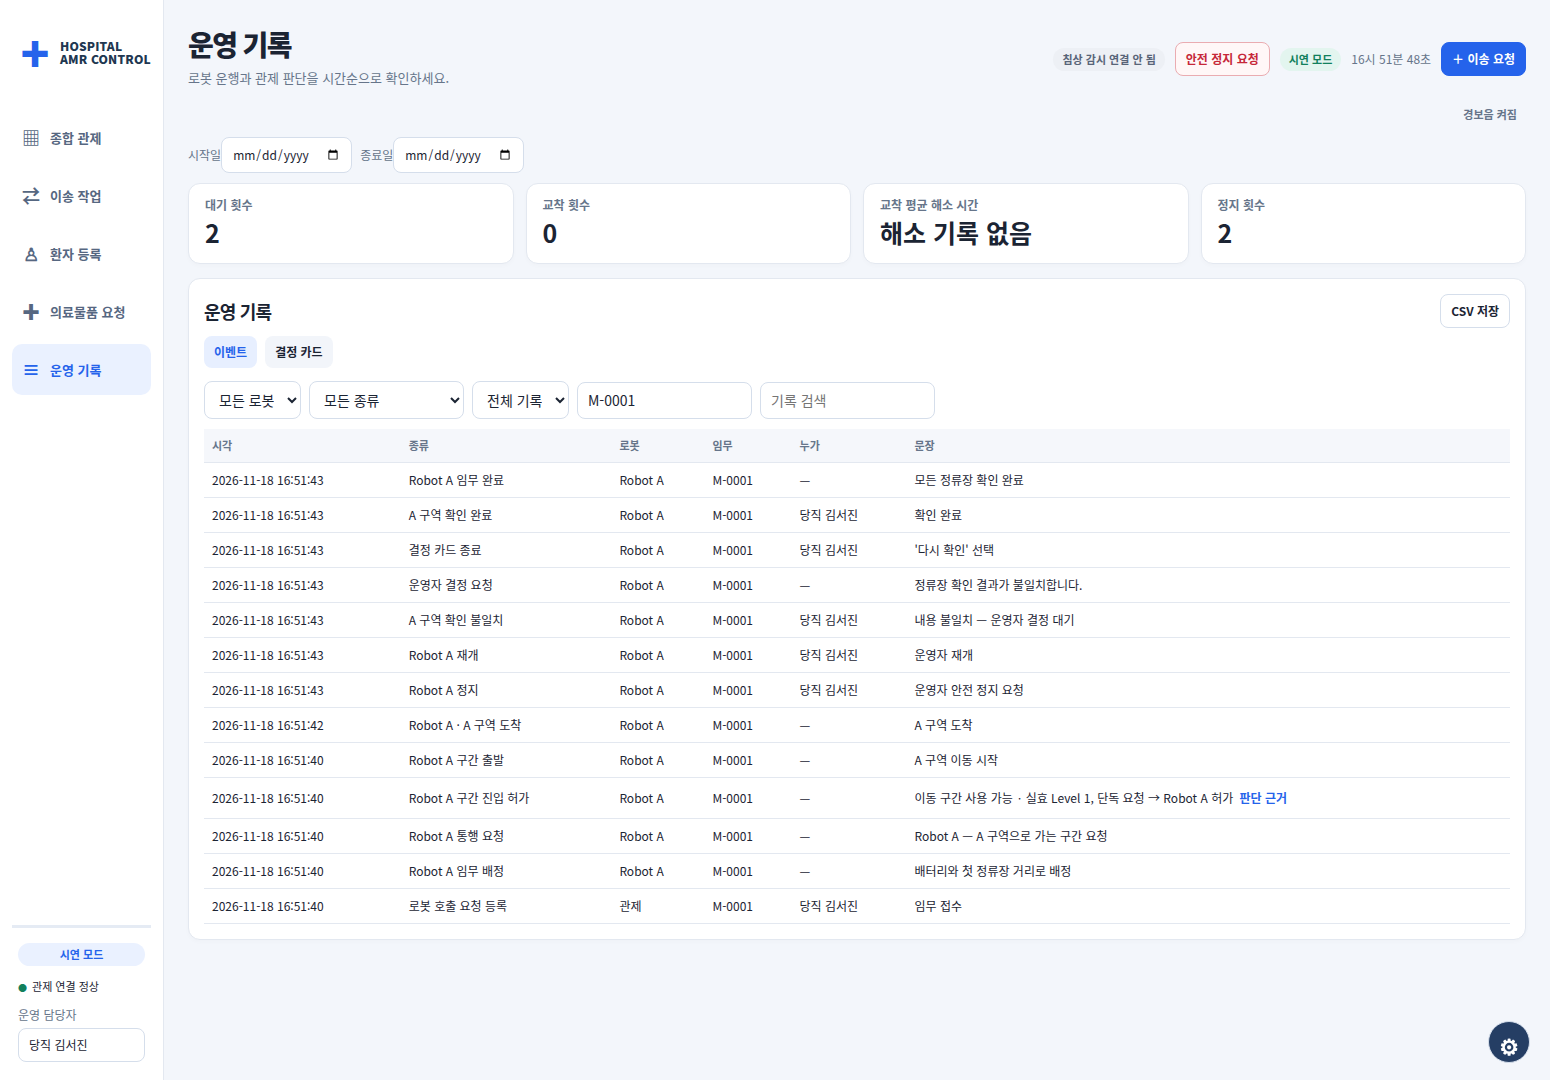 HOSPITAL
AMR CONTROL
종합 관제
이송 작업
환자 등록
의료물품 요청
운영 기록
시연 모드
관제 연결 정상
운영 담당자
당직 김서진
운영 기록
로봇 운행과 관제 판단을 시간순으로 확인하세요.
침상 감시 연결 안 됨
안전 정지 요청
시연 모드
16시 51분 48초
+ 이송 요청
경보음 켜짐
시작일 mm/dd/yyyy 종료일 mm/dd/yyyy
대기 횟수
2
교착 횟수
0
교착 평균 해소 시간
해소 기록 없음
정지 횟수
2
운영 기록
CSV 저장
이벤트 결정 카드
모든 로봇 모든 종류 전체 기록 M-0001 기록 검색
시각 종류 로봇 임무 누가 문장
2026-11-18 16:51:43 Robot A 임무 완료 Robot A M-0001 — 모든 정류장 확인 완료
2026-11-18 16:51:43 A 구역 확인 완료 Robot A M-0001 당직 김서진 확인 완료
2026-11-18 16:51:43 결정 카드 종료 Robot A M-0001 당직 김서진 '다시 확인' 선택
2026-11-18 16:51:43 운영자 결정 요청 Robot A M-0001 — 정류장 확인 결과가 불일치합니다.
2026-11-18 16:51:43 A 구역 확인 불일치 Robot A M-0001 당직 김서진 내용 불일치 — 운영자 결정 대기
2026-11-18 16:51:43 Robot A 재개 Robot A M-0001 당직 김서진 운영자 재개
2026-11-18 16:51:43 Robot A 정지 Robot A M-0001 당직 김서진 운영자 안전 정지 요청
2026-11-18 16:51:42 Robot A · A 구역 도착 Robot A M-0001 — A 구역 도착
2026-11-18 16:51:40 Robot A 구간 출발 Robot A M-0001 — A 구역 이동 시작
2026-11-18 16:51:40 Robot A 구간 진입 허가 Robot A M-0001 — 이동 구간 사용 가능 · 실효 Level 1, 단독 요청 → Robot A 허가 판단 근거
2026-11-18 16:51:40 Robot A 통행 요청 Robot A M-0001 — Robot A — A 구역으로 가는 구간 요청
2026-11-18 16:51:40 Robot A 임무 배정 Robot A M-0001 — 배터리와 첫 정류장 거리로 배정
2026-11-18 16:51:40 로봇 호출 요청 등록 관제 M-0001 당직 김서진 임무 접수